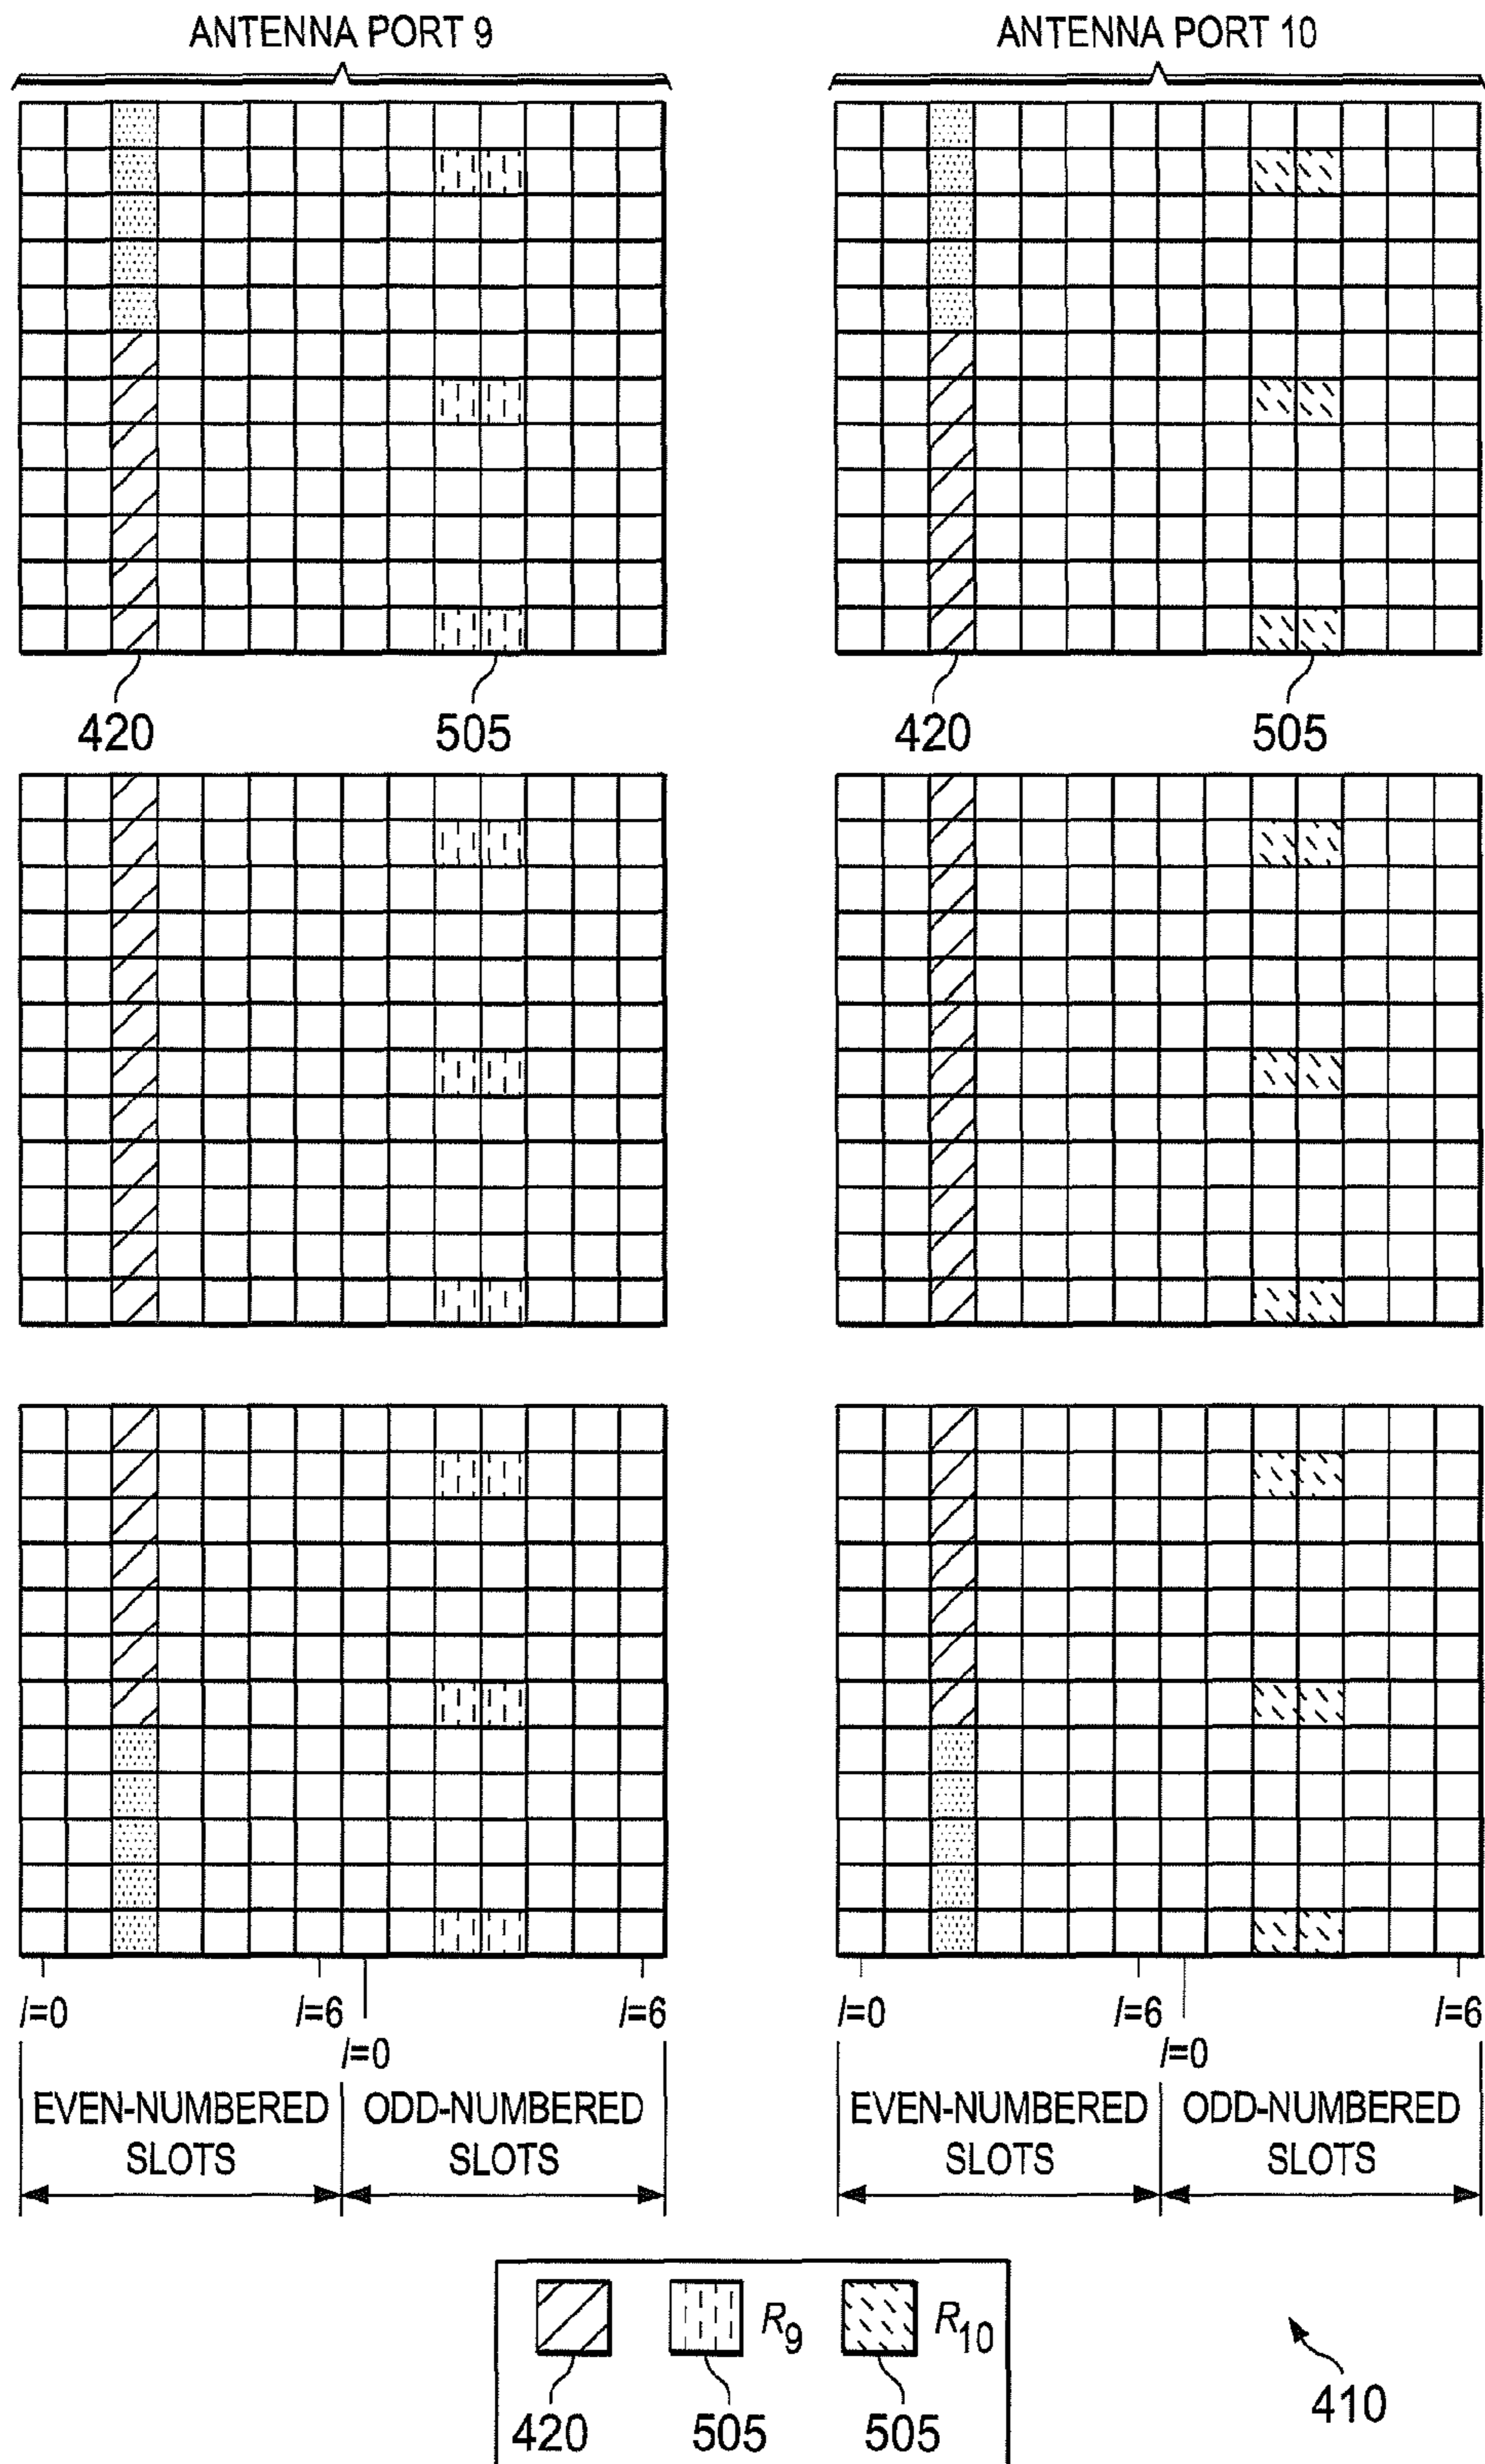 ANTENNA PORT 9
ANTENNA PORT 10
420
505
420
505
l=0
l=6
l=0
l=6
l=0
l=6
l=0
l=6
EVEN-NUMBERED SLOTS
ODD-NUMBERED SLOTS
EVEN-NUMBERED SLOTS
ODD-NUMBERED SLOTS
R9
R10
420
505
505
410